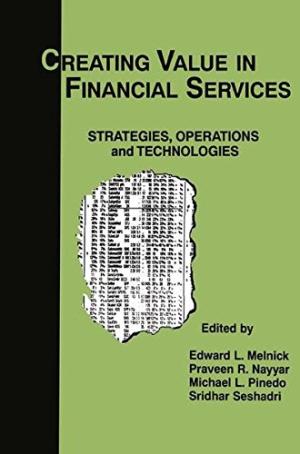 CREATING VALUE IN
FINANCIAL SERVICES
STRATEGIES, OPERATIONS
and TECHNOLOGIES
Edited by
Edward L. Melnick
Praveen R. Nayyar
Michael L. Pinedo
Sridhar Seshadri